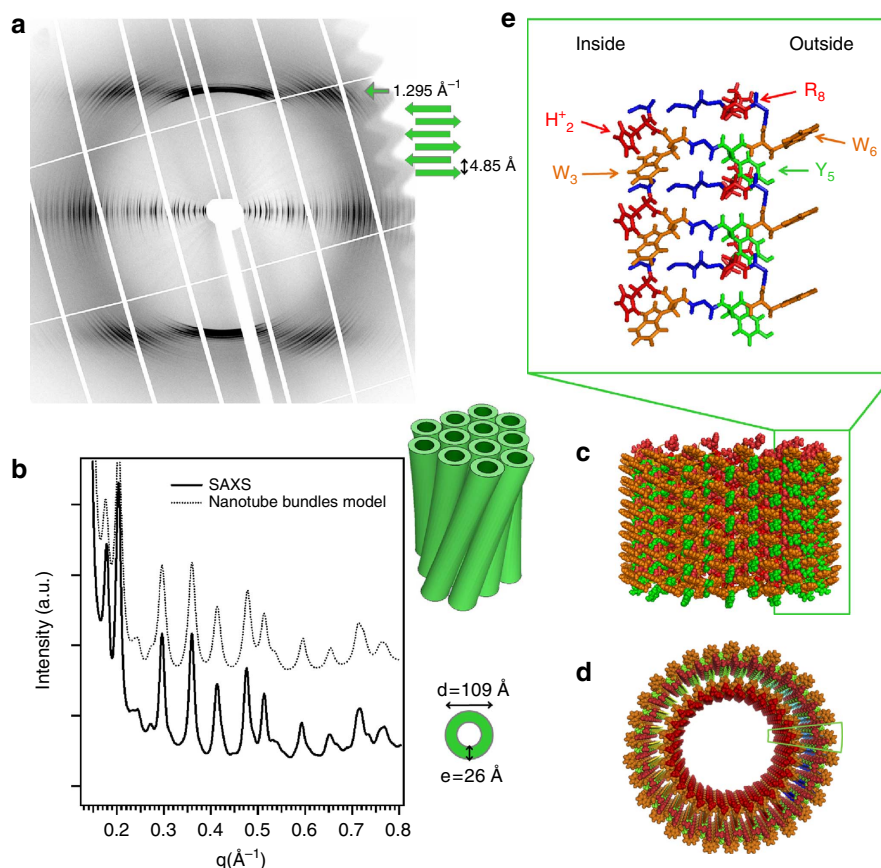 a
1.295 Å⁻¹
4.85 Å
e
Inside Outside
R₈
H⁺₂
W₆
W₃
Y₅
b
SAXS
Nanotube bundles model
Intensity (a.u.)
0.2 0.3 0.4 0.5 0.6 0.7 0.8
q(Å⁻¹)
d=109 Å
e=26 Å
c
d